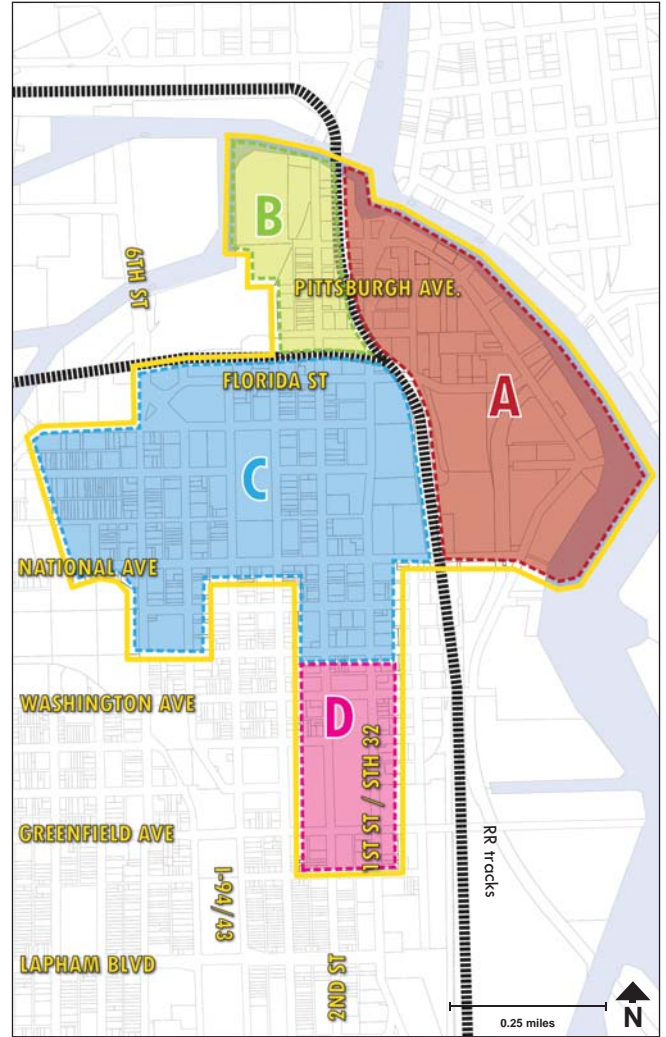 B
6TH ST
PITTSBURGH AVE.
FLORIDA ST
A
C
NATIONAL AVE
WASHINGTON AVE
D
1ST ST / STH 32
GREENFIELD AVE
RR tracks
I-94/43
LAPHAM BLVD
2ND ST
0.25 miles
N